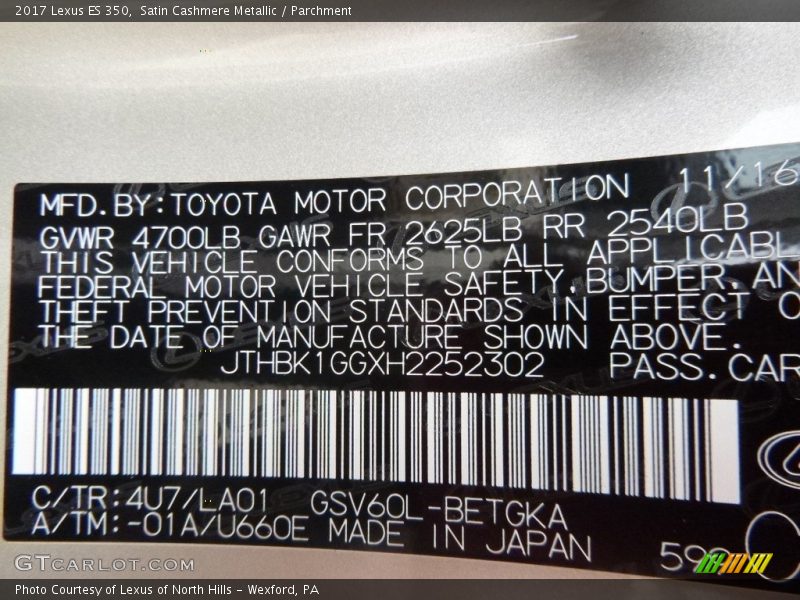 2017 Lexus ES 350, Satin Cashmere Metallic / Parchment
MFD.BY:TOYOTA MOTOR CORPORATION 11/16
GVWR 4700LB GAWR FR 2625LB RR 2540LB
THIS VEHICLE CONFORMS TO ALL APPLICABL
FEDERAL MOTOR VEHICLE SAFETY,BUMPER,AN
THEFT PREVENTION STANDARDS IN EFFECT O
THE DATE OF MANUFACTURE SHOWN ABOVE.
JTHBK1GGXH2252302 PASS.CAR
C/TR:4U7/LA01 GSV60L-BETGKA
A/TM:-01A/U660E MADE IN JAPAN
GTCARLOT.COM
Photo Courtesy of Lexus of North Hills - Wexford, PA